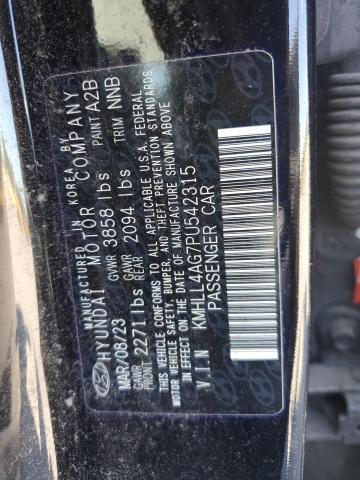 MANUFACTURED IN KOREA BY
HYUNDAI MOTOR COMPANY
MAR/08/23 GVWR 3858 lbs PAINT A2B
GAWR FRONT 2271 lbs GAWR REAR 2094 lbs TRIM NNB
THIS VEHICLE CONFORMS TO ALL APPLICABLE U.S.A. FEDERAL
MOTOR VEHICLE SAFETY, BUMPER, AND THEFT PREVENTION STANDARDS
IN EFFECT ON THE DATE OF MANUFACTURE SHOWN ABOVE
V.I.N KMHLL4AG7PU542315
PASSENGER CAR